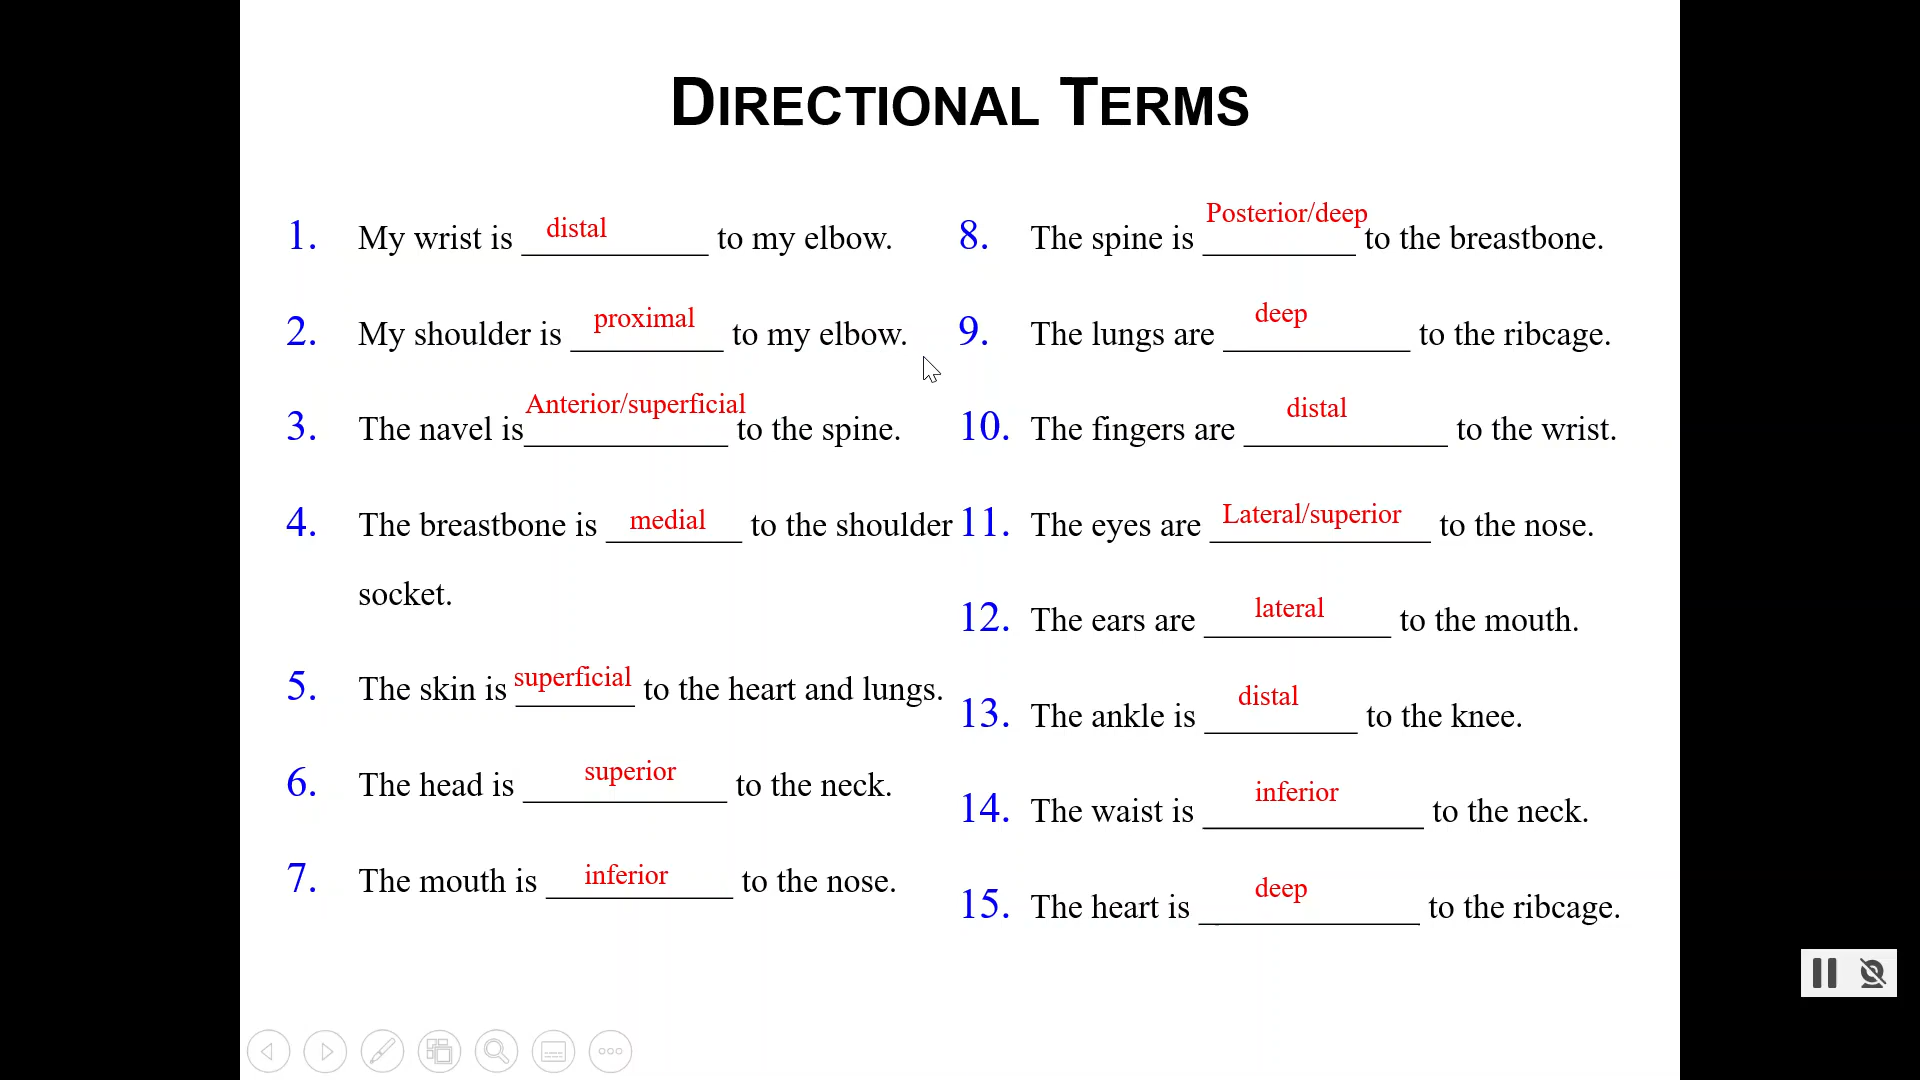 DIRECTIONAL TERMS
1. My wrist is distal to my elbow.
2. My shoulder is proximal to my elbow.
3. The navel is Anterior/superficial to the spine.
4. The breastbone is medial to the shoulder
socket.
5. The skin is superficial to the heart and lungs.
6. The head is superior to the neck.
7. The mouth is inferior to the nose.
8. The spine is Posterior/deep to the breastbone.
9. The lungs are deep to the ribcage.
10. The fingers are distal to the wrist.
11. The eyes are Lateral/superior to the nose.
12. The ears are lateral to the mouth.
13. The ankle is distal to the knee.
14. The waist is inferior to the neck.
15. The heart is deep to the ribcage.